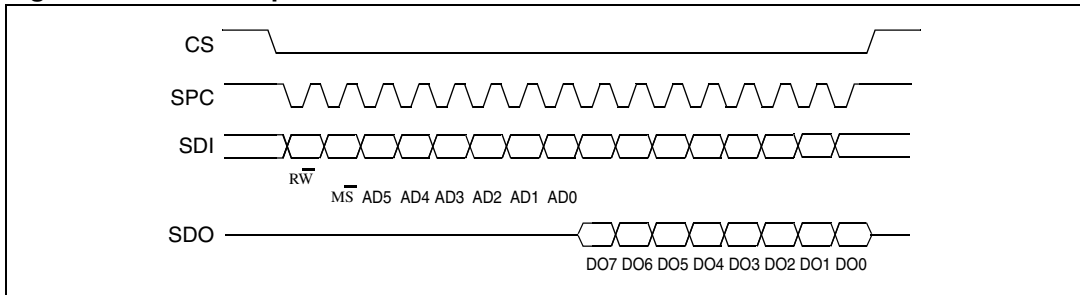 CS
SPC
SDI
RW̅
MS̅ AD5 AD4 AD3 AD2 AD1 AD0
SDO
DO7 DO6 DO5 DO4 DO3 DO2 DO1 DO0